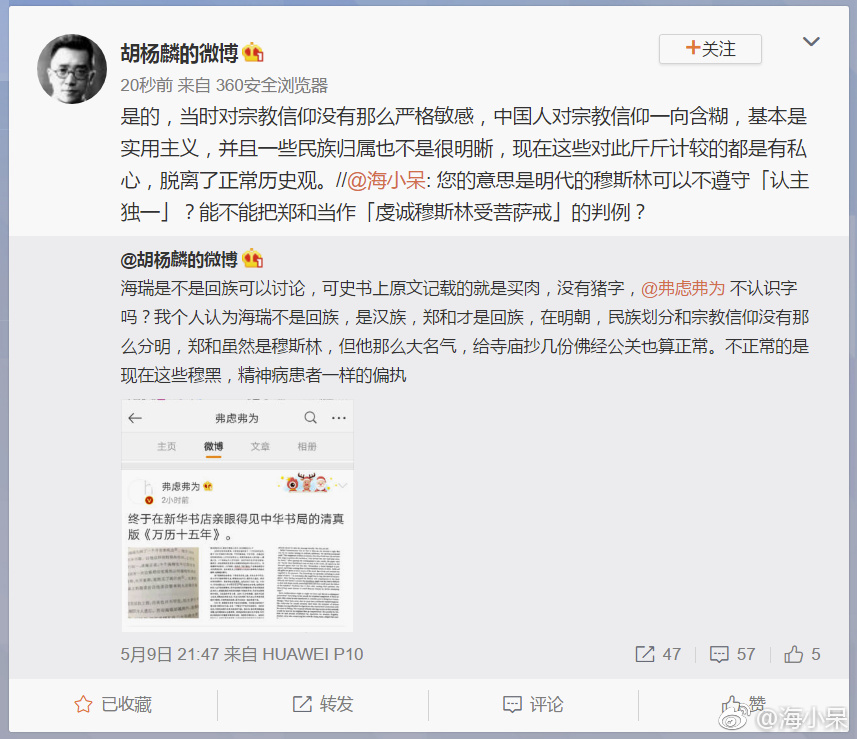 胡杨麟的微博
关注
20秒前 来自 360安全浏览器
是的，当时对宗教信仰没有那么严格敏感，中国人对宗教信仰一向含糊，基本是
实用主义，并且一些民族归属也不是很明晰，现在这些对此斤斤计较的都是有私
心，脱离了正常历史观。//@海小呆: 您的意思是明代的穆斯林可以不遵守「认主
独一」？能不能把郑和当作「虔诚穆斯林受菩萨戒」的判例？
@胡杨麟的微博
海瑞是不是回族可以讨论，可史书上原文记载的就是买肉，没有猪字，@弗虑弗为 不认识字
吗？我个人认为海瑞不是回族，是汉族，郑和才是回族，在明朝，民族划分和宗教信仰没有那
么分明，郑和虽然是穆斯林，但他那么大名气，给寺庙抄几份佛经公关也算正常。不正常的是
现在这些穆黑，精神病患者一样的偏执
弗虑弗为
主页 微博 文章 相册
弗虑弗为
2小时前
终于在新华书店亲眼得见中华书局的清真
版《万历十五年》。
5月9日 21:47 来自 HUAWEI P10
47 57 5
已收藏 转发 评论 赞
@海小呆